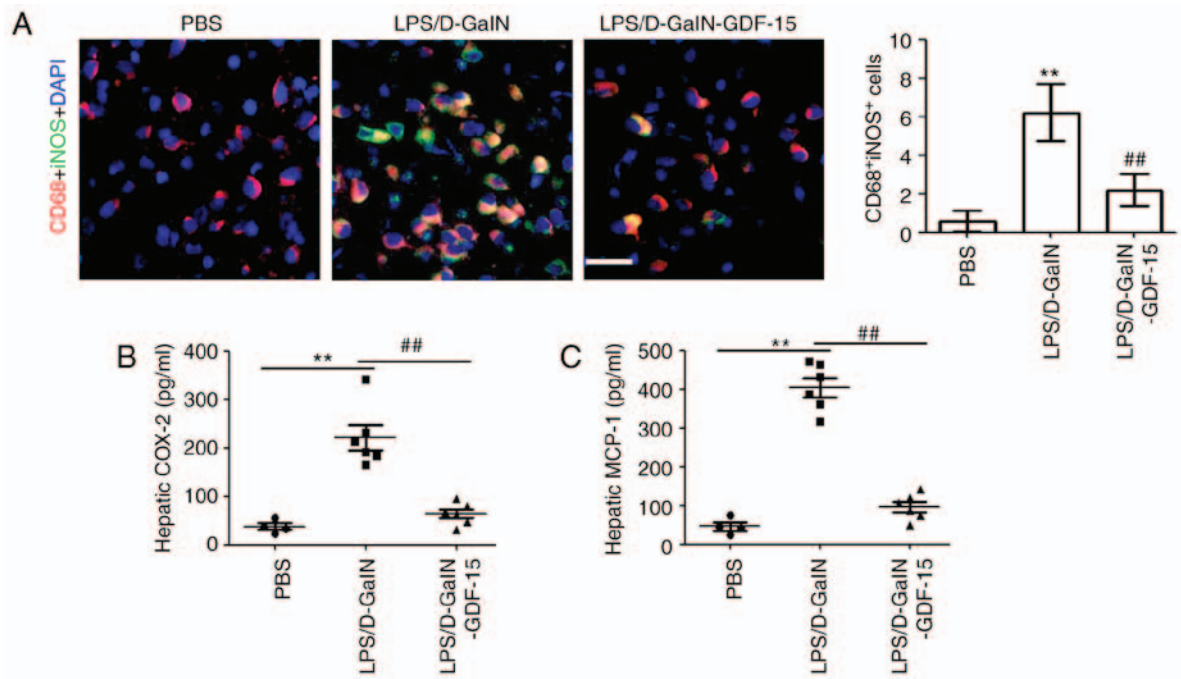 A
PBS
LPS/D-GalN
LPS/D-GalN-GDF-15
CD68+iNOS+DAPI
CD68+iNOS+ cells
10
8
6
4
2
0
**
##
PBS
LPS/D-GalN
LPS/D-GalN
-GDF-15
B
Hepatic COX-2 (pg/ml)
400
300
200
100
0
**
##
PBS
LPS/D-GalN
LPS/D-GalN
-GDF-15
C
Hepatic MCP-1 (pg/ml)
500
400
300
200
100
0
**
##
PBS
LPS/D-GalN
LPS/D-GalN
-GDF-15